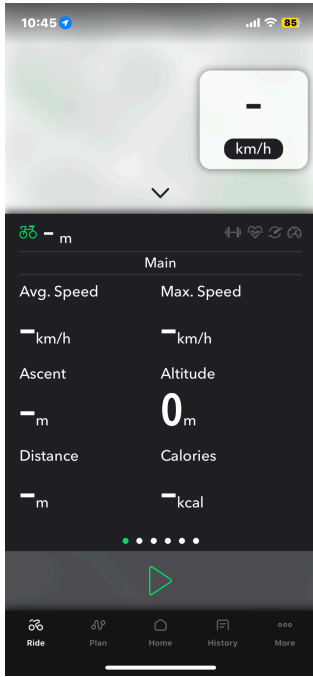 10:45
85
-
km/h
- m
Main
Avg. Speed Max. Speed
-km/h -km/h
Ascent Altitude
-m 0m
Distance Calories
-m -kcal
Ride Plan Home History More